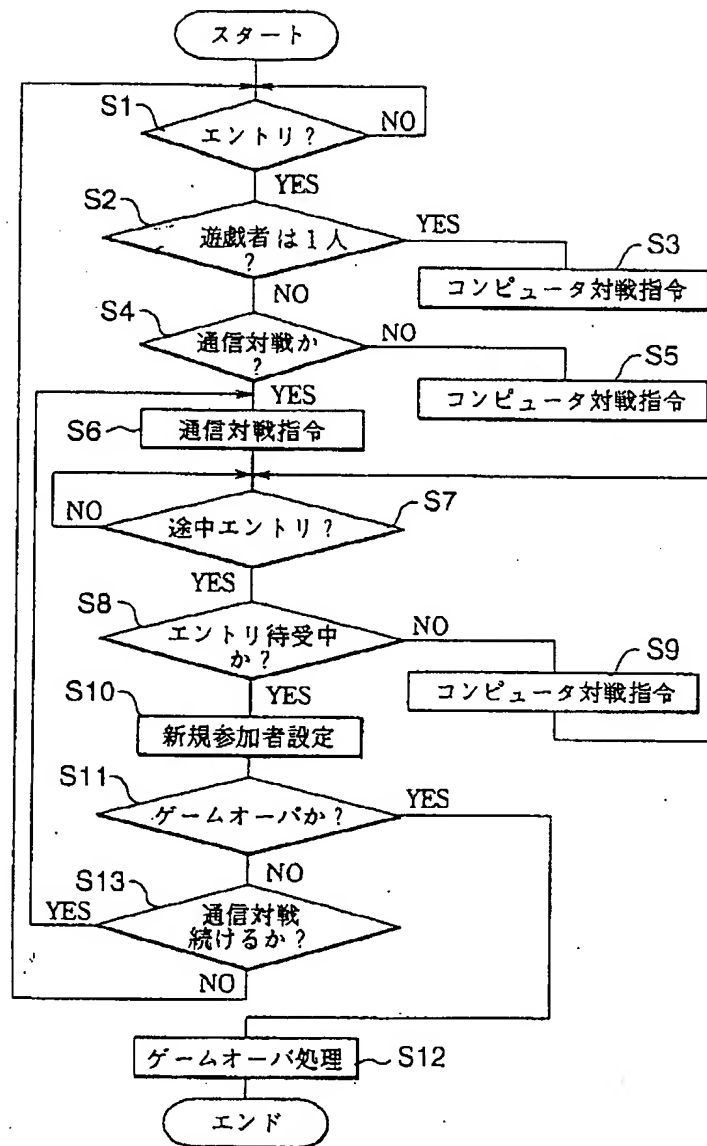 スタート
S1
エントリ?
NO
YES
S2
遊戯者は1人
?
YES
S3
コンピュータ対戦指令
NO
S4
通信対戦か
?
NO
S5
コンピュータ対戦指令
YES
S6
通信対戦指令
NO
途中エントリ?
S7
YES
S8
エントリ待受中
か?
NO
S9
コンピュータ対戦指令
YES
S10
新規参加者設定
S11
ゲームオーバか?
YES
NO
S13
YES
通信対戦
続けるか?
NO
ゲームオーバ処理
S12
エンド